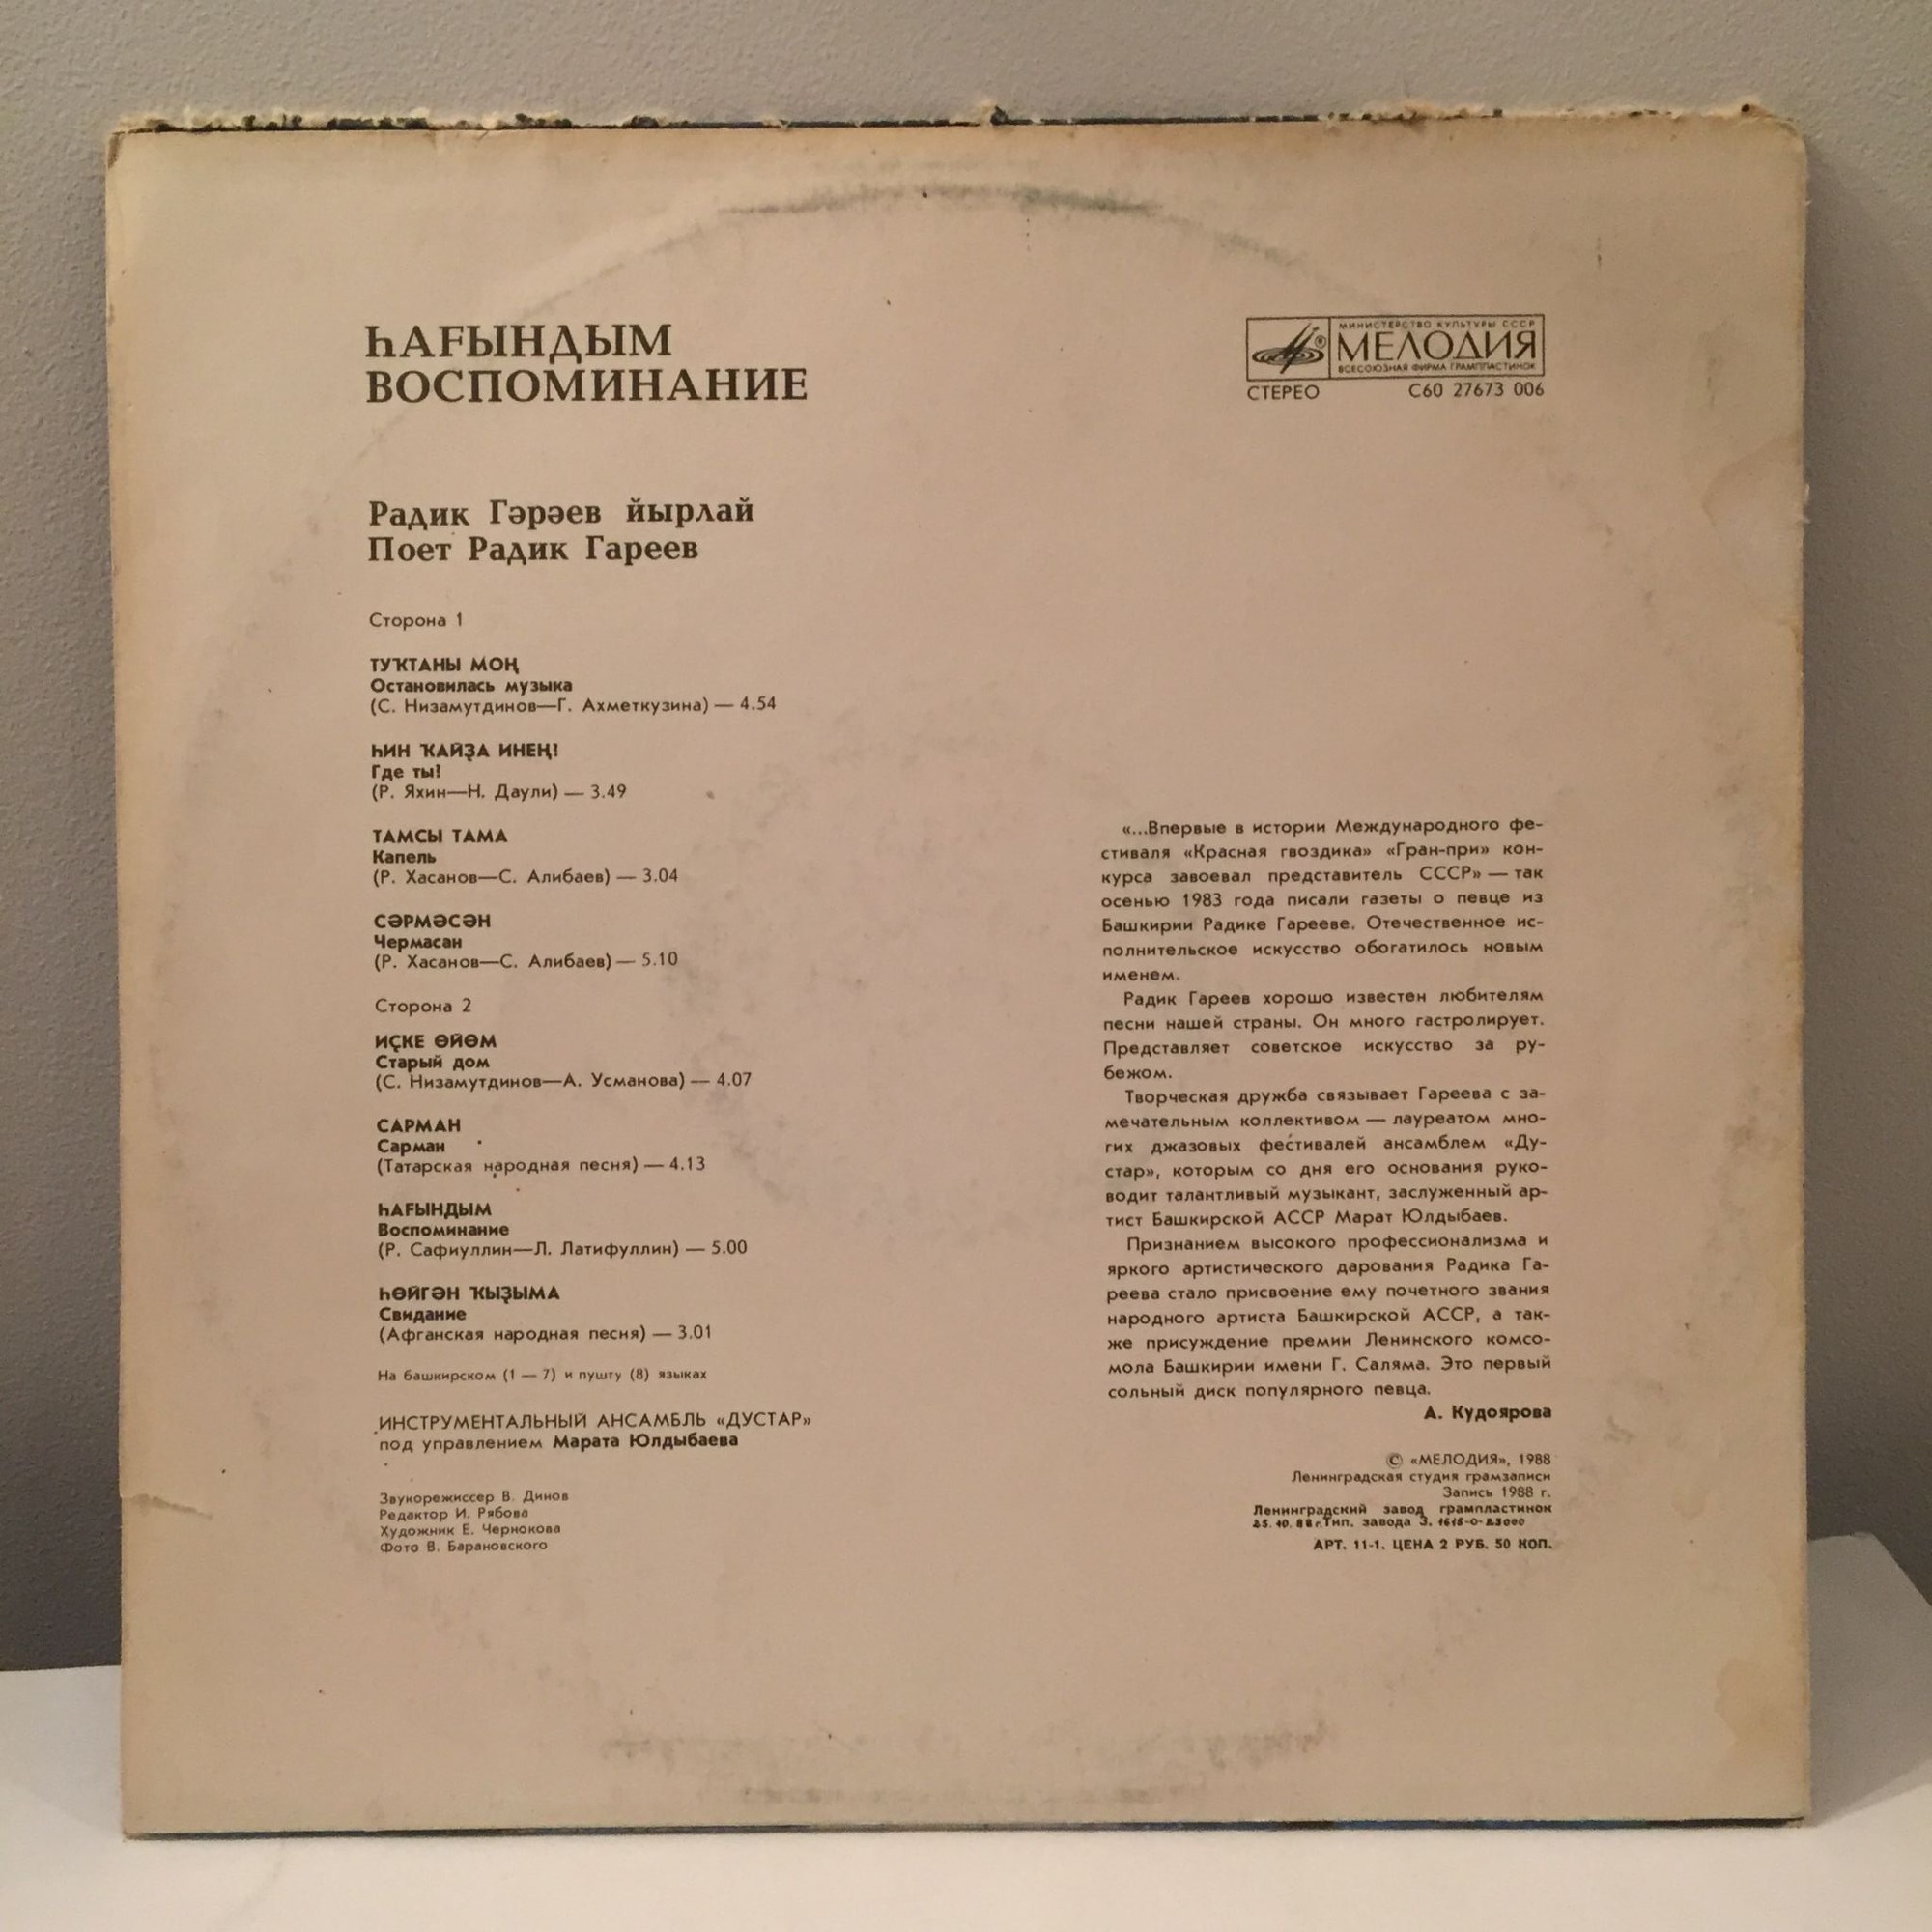 ҺАҒЫНДЫМ
ВОСПОМИНАНИЕ
МИНИСТЕРСТВО КУЛЬТУРЫ СССР
МЕЛОДИЯ
ВСЕСОЮЗНАЯ ФИРМА ГРАМПЛАСТИНОК
СТЕРЕО С60 27673 006
Радик Гәрәев йырлай
Поет Радик Гареев
Сторона 1
ТУҠТАНЫ МОҢ
Остановилась музыка
(С. Низамутдинов—Г. Ахметкузина) — 4.54
ҺИН ҠАЙҘА ИНЕҢ!
Где ты!
(Р. Яхин—Н. Даули) — 3.49
ТАМСЫ ТАМА
Капель
(Р. Хасанов—С. Алибаев) — 3.04
СӘРМӘСӘН
Чермасан
(Р. Хасанов—С. Алибаев) — 5.10
Сторона 2
ИҪКЕ ӨЙӨМ
Старый дом
(С. Низамутдинов—А. Усманова) — 4.07
САРМАН
Сарман
(Татарская народная песня) — 4.13
ҺАҒЫНДЫМ
Воспоминание
(Р. Сафиуллин—Л. Латифуллин) — 5.00
ҺӨЙГӘН ҠЫҘЫМА
Свидание
(Афганская народная песня) — 3.01
На башкирском (1 — 7) и пушту (8) языках
ИНСТРУМЕНТАЛЬНЫЙ АНСАМБЛЬ «ДУСТАР»
под управлением Марата Юлдыбаева
Звукорежиссер В. Динов
Редактор И. Рябова
Художник Е. Чернокова
Фото В. Барановского
«...Впервые в истории Международного фе-
стиваля «Красная гвоздика» «Гран-при» кон-
курса завоевал представитель СССР» — так
осенью 1983 года писали газеты о певце из
Башкирии Радике Гарееве. Отечественное ис-
полнительское искусство обогатилось новым
именем.
Радик Гареев хорошо известен любителям
песни нашей страны. Он много гастролирует.
Представляет советское искусство за ру-
бежом.
Творческая дружба связывает Гареева с за-
мечательным коллективом — лауреатом мно-
гих джазовых фестивалей ансамблем «Ду-
стар», которым со дня его основания руко-
водит талантливый музыкант, заслуженный ар-
тист Башкирской АССР Марат Юлдыбаев.
Признанием высокого профессионализма и
яркого артистического дарования Радика Га-
реева стало присвоение ему почетного звания
народного артиста Башкирской АССР, а так-
же присуждение премии Ленинского комсо-
мола Башкирии имени Г. Саляма. Это первый
сольный диск популярного певца.
А. Кудоярова
© «МЕЛОДИЯ», 1988
Ленинградская студия грамзаписи
Запись 1988 г.
Ленинградский завод грампластинок
25.10.88г. Тип. завода З. 1615-0-25000
АРТ. 11-1. ЦЕНА 2 РУБ. 50 КОП.